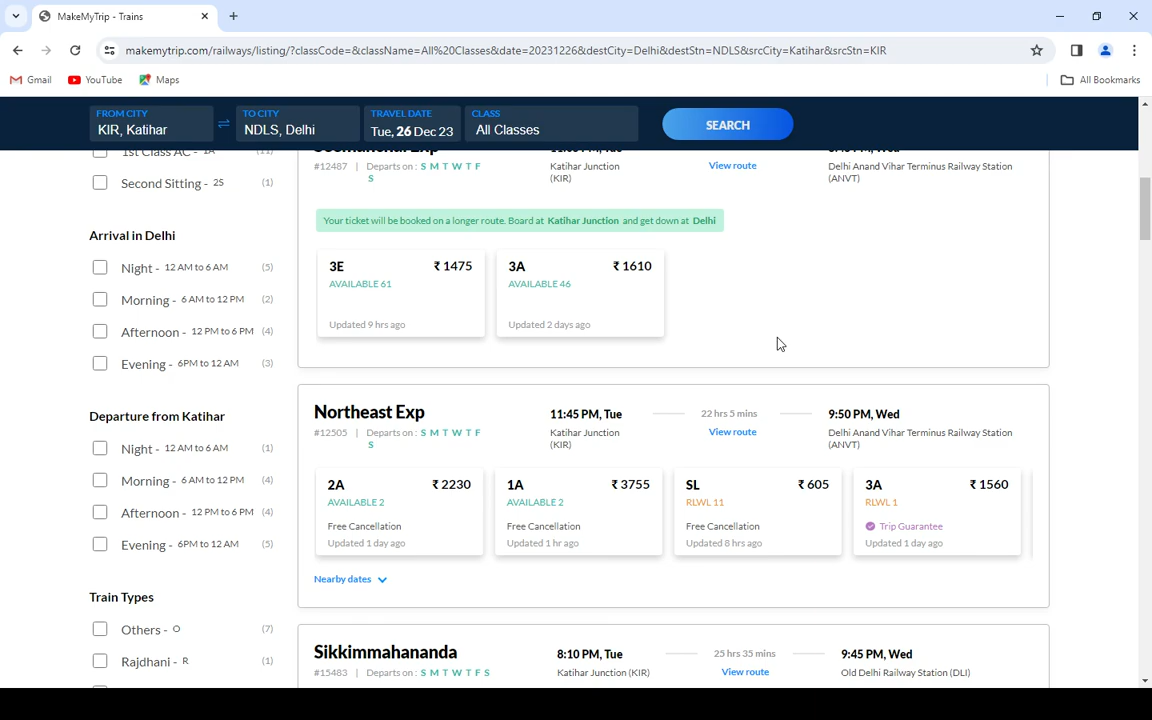 MakeMyTrip - Trains
makemytrip.com/railways/listing/?classCode=&className=All%20Classes&date=20231226&destCity=Delhi&destStn=NDLS&srcCity=Katihar&srcStn=KIR
Gmail YouTube Maps All Bookmarks
FROM CITY TO CITY TRAVEL DATE CLASS
KIR, Katihar NDLS, Delhi Tue, 26 Dec 23 All Classes SEARCH
1st Class AC - 1A (11)
Second Sitting - 2S (1)
Arrival in Delhi
Night - 12 AM to 6 AM (5)
Morning - 6 AM to 12 PM (2)
Afternoon - 12 PM to 6 PM (4)
Evening - 6PM to 12 AM (3)
Departure from Katihar
Night - 12 AM to 6 AM (1)
Morning - 6 AM to 12 PM (4)
Afternoon - 12 PM to 6 PM (4)
Evening - 6PM to 12 AM (5)
Train Types
Others - O (7)
Rajdhani - R (1)
#12487 | Departs on : S M T W T F
S
Katihar Junction
(KIR)
View route
Delhi Anand Vihar Terminus Railway Station
(ANVT)
Your ticket will be booked on a longer route. Board at Katihar Junction and get down at Delhi
3E ₹ 1475
AVAILABLE 61
Updated 9 hrs ago
3A ₹ 1610
AVAILABLE 46
Updated 2 days ago
Northeast Exp
#12505 | Departs on : S M T W T F
S
11:45 PM, Tue
Katihar Junction
(KIR)
22 hrs 5 mins
View route
9:50 PM, Wed
Delhi Anand Vihar Terminus Railway Station
(ANVT)
2A ₹ 2230
AVAILABLE 2
Free Cancellation
Updated 1 day ago
1A ₹ 3755
AVAILABLE 2
Free Cancellation
Updated 1 hr ago
SL ₹ 605
RLWL 11
Free Cancellation
Updated 8 hrs ago
3A ₹ 1560
RLWL 1
Trip Guarantee
Updated 1 day ago
Nearby dates
Sikkimmahananda
#15483 | Departs on : S M T W T F S
8:10 PM, Tue
Katihar Junction (KIR)
25 hrs 35 mins
View route
9:45 PM, Wed
Old Delhi Railway Station (DLI)